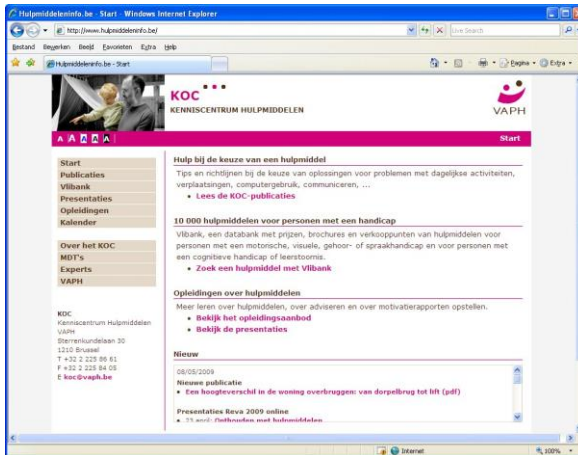 Hulpmiddeleninfo.be - Start - Windows Internet Explorer
http://www.hulpmiddeleninfo.be/
Live Search
Bestand Bewerken Beeld Favorieten Extra Help
Hulpmiddeleninfo.be - Start
Pagina Extra
KOC
KENNISCENTRUM HULPMIDDELEN
VAPH
A A A A A
Start
Start
Publicaties
Vlibank
Presentaties
Opleidingen
Kalender
Over het KOC
MDT's
Experts
VAPH
KOC
Kenniscentrum Hulpmiddelen
VAPH
Sterrenkundelaan 30
1210 Brussel
T +32 2 225 86 61
F +32 2 225 84 05
E koc@vaph.be
Hulp bij de keuze van een hulpmiddel
Tips en richtlijnen bij de keuze van oplossingen voor problemen met dagelijkse activiteiten,
verplaatsingen, computergebruik, communiceren, ...
• Lees de KOC-publicaties
10 000 hulpmiddelen voor personen met een handicap
Vlibank, een databank met prijzen, brochures en verkooppunten van hulpmiddelen voor
personen met een motorische, visuele, gehoor- of spraakhandicap en voor personen met
een cognitieve handicap of leerstoornis.
• Zoek een hulpmiddel met Vlibank
Opleidingen over hulpmiddelen
Meer leren over hulpmiddelen, over adviseren en over motivatierapporten opstellen.
• Bekijk het opleidingsaanbod
• Bekijk de presentaties
Nieuw
08/05/2009
Nieuwe publicatie
• Een hoogteverschil in de woning overbruggen: van dorpelbrug tot lift (pdf)
Presentaties Reva 2009 online
• 23 april: Onthouden met hulpmiddelen
Internet
100%